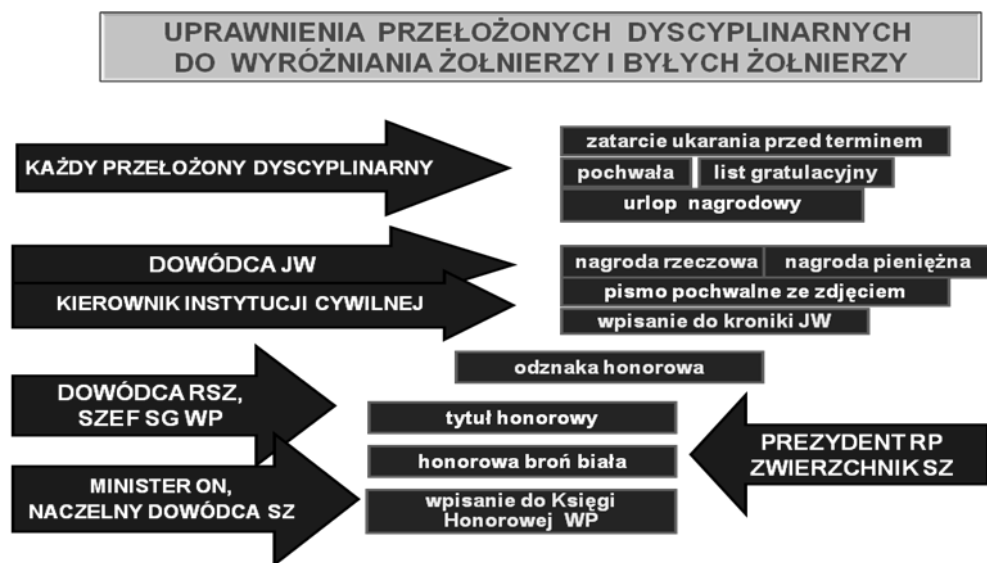 UPRAWNIENIA PRZEŁOŻONYCH DYSCYPLINARNYCH
DO WYRÓŻNIANIA ŻOŁNIERZY I BYŁYCH ŻOŁNIERZY
KAŻDY PRZEŁOŻONY DYSCYPLINARNY
zatarcie ukarania przed terminem
pochwała
list gratulacyjny
urlop nagrodowy
DOWÓDCA JW
KIEROWNIK INSTYTUCJI CYWILNEJ
nagroda rzeczowa
nagroda pieniężna
pismo pochwalne ze zdjęciem
wpisanie do kroniki JW
odznaka honorowa
DOWÓDCA RSZ,
SZEF SG WP
tytuł honorowy
honorowa broń biała
PREZYDENT RP
ZWIERZCHNIK SZ
MINISTER ON,
NACZELNY DOWÓDCA SZ
wpisanie do Księgi
Honorowej WP